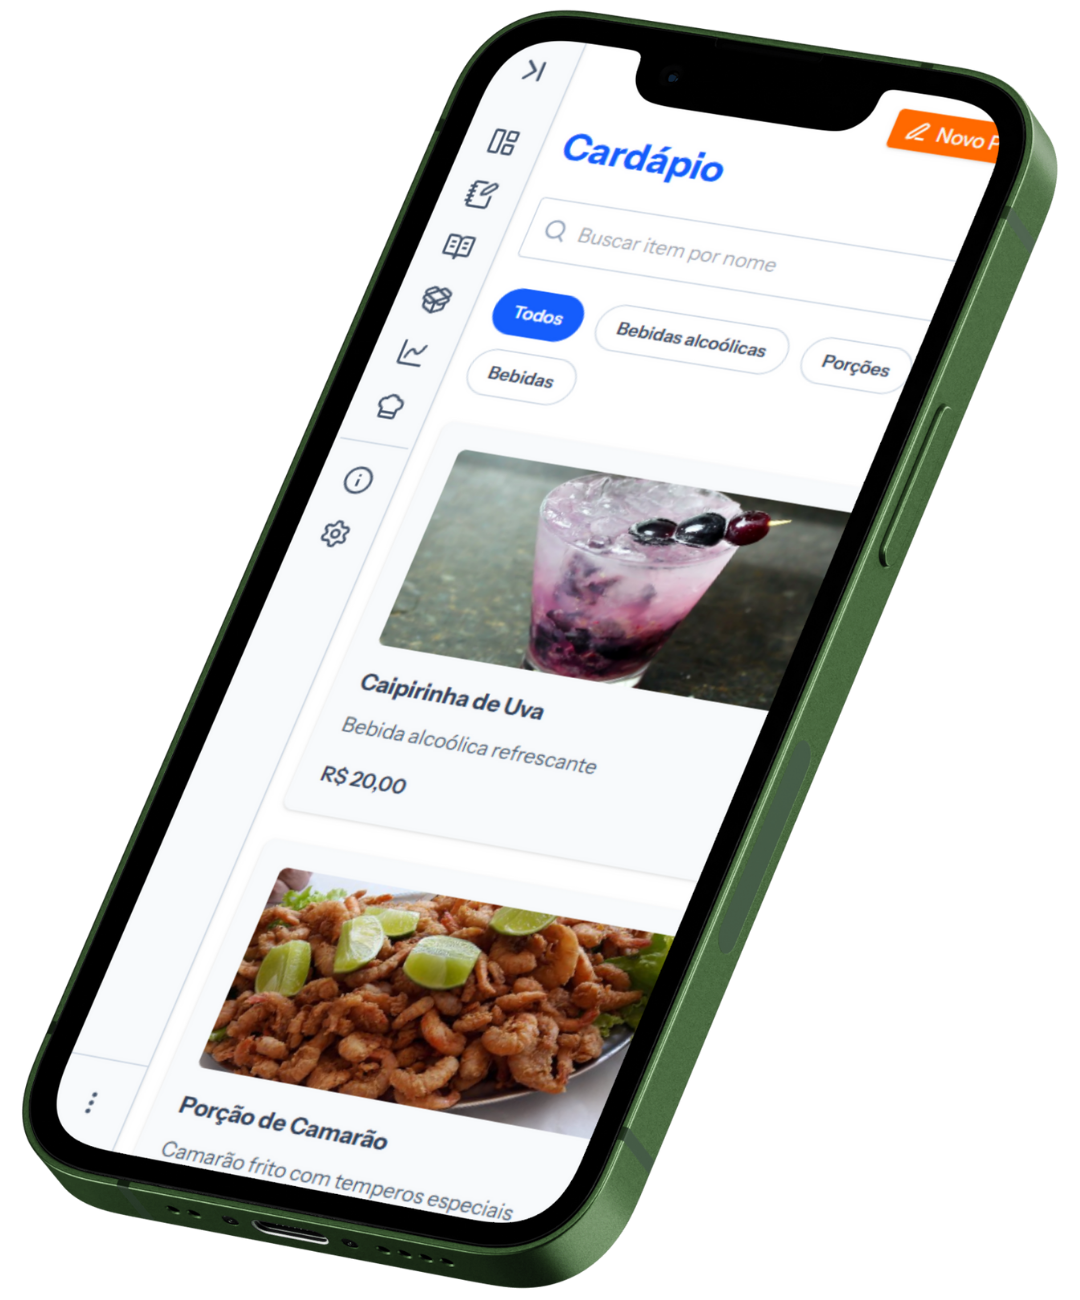 Novo
Cardápio
Buscar item por nome
Todos
Bebidas alcoólicas
Porções
Bebidas
Caipirinha de Uva
Bebida alcoólica refrescante
R$ 20,00
Porção de Camarão
Camarão frito com temperos especiais